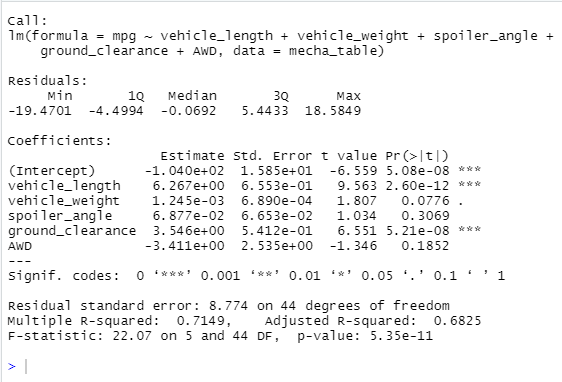 Call:
lm(formula = mpg ~ vehicle_length + vehicle_weight + spoiler_angle +
    ground_clearance + AWD, data = mecha_table)

Residuals:
     Min       1Q   Median       3Q      Max
-19.4701  -4.4994  -0.0692   5.4433  18.5849

Coefficients:
                   Estimate Std. Error t value Pr(>|t|)
(Intercept)      -1.040e+02  1.585e+01  -6.559 5.08e-08 ***
vehicle_length    6.267e+00  6.553e-01   9.563 2.60e-12 ***
vehicle_weight    1.245e-03  6.890e-04   1.807   0.0776 .
spoiler_angle     6.877e-02  6.653e-02   1.034   0.3069
ground_clearance  3.546e+00  5.412e-01   6.551 5.21e-08 ***
AWD              -3.411e+00  2.535e+00  -1.346   0.1852
---
Signif. codes:  0 ‘***’ 0.001 ‘**’ 0.01 ‘*’ 0.05 ‘.’ 0.1 ‘ ’ 1

Residual standard error: 8.774 on 44 degrees of freedom
Multiple R-squared:  0.7149,    Adjusted R-squared:  0.6825
F-statistic: 22.07 on 5 and 44 DF,  p-value: 5.35e-11

>